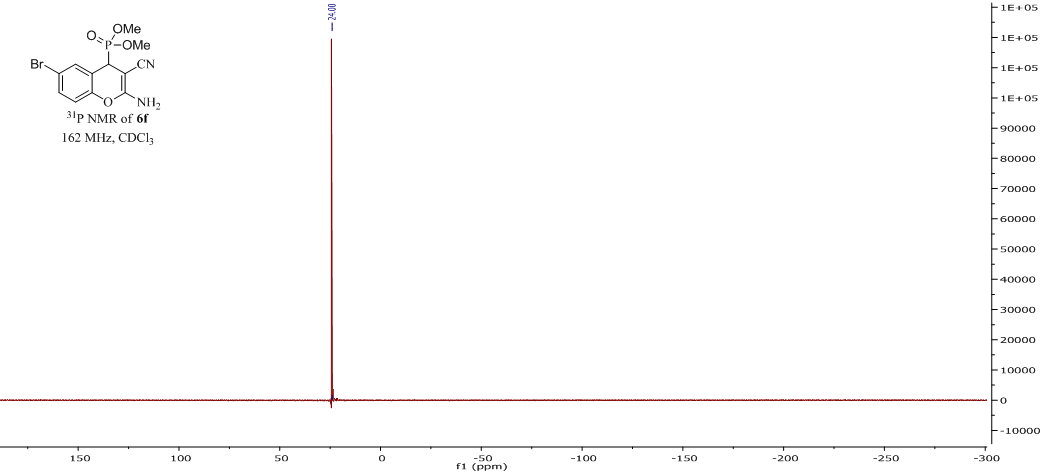 OMe
O
P
OMe
Br
CN
O
NH₂
³¹P NMR of 6f
162 MHz, CDCl₃
24.00
1E+05
1E+05
1E+05
1E+05
90000
80000
70000
60000
50000
40000
30000
20000
10000
0
-10000
150 100 50 0 -50 -100 -150 -200 -250 -300
f1 (ppm)